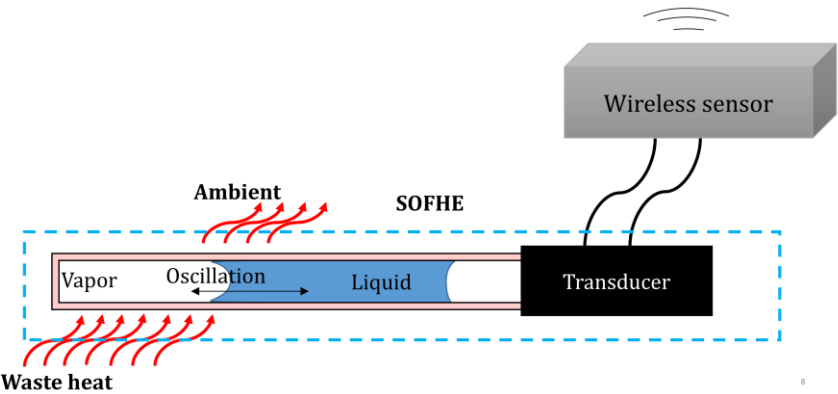 Wireless sensor
Ambient
SOFHE
Vapor
Oscillation
Liquid
Transducer
Waste heat
8